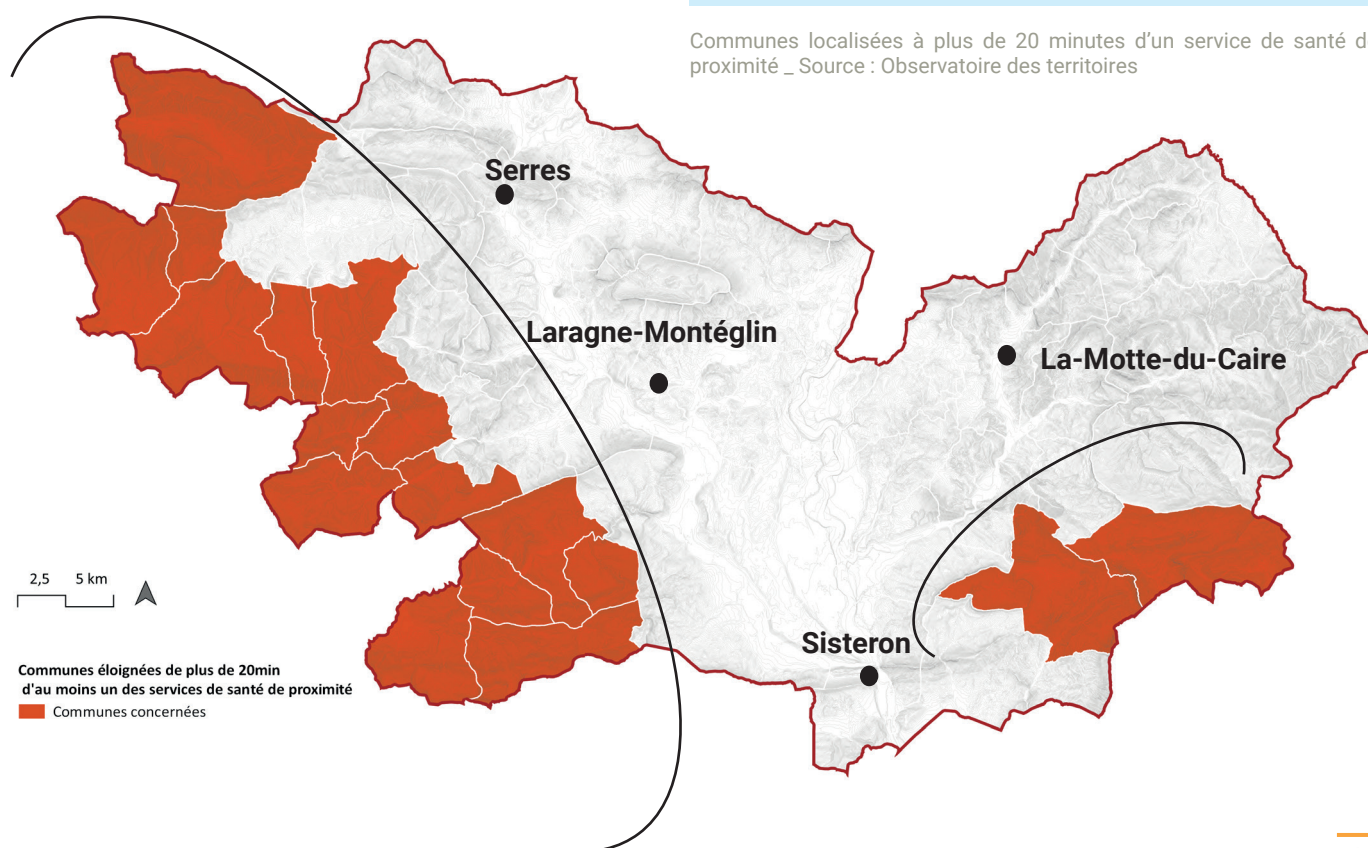 Communes localisées à plus de 20 minutes d'un service de santé d
proximité _ Source : Observatoire des territoires
Serres
Laragne-Montéglin
La-Motte-du-Caire
Sisteron
2,5 5 km
Communes éloignées de plus de 20min
d'au moins un des services de santé de proximité
Communes concernées